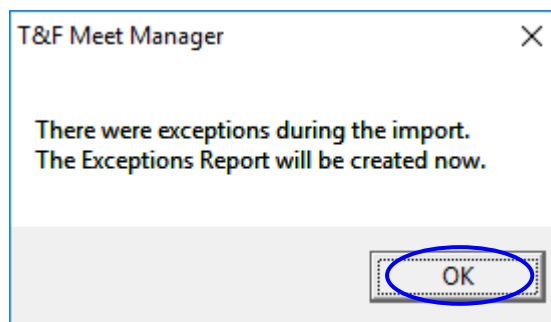 T&F Meet Manager
There were exceptions during the import.
The Exceptions Report will be created now.
OK